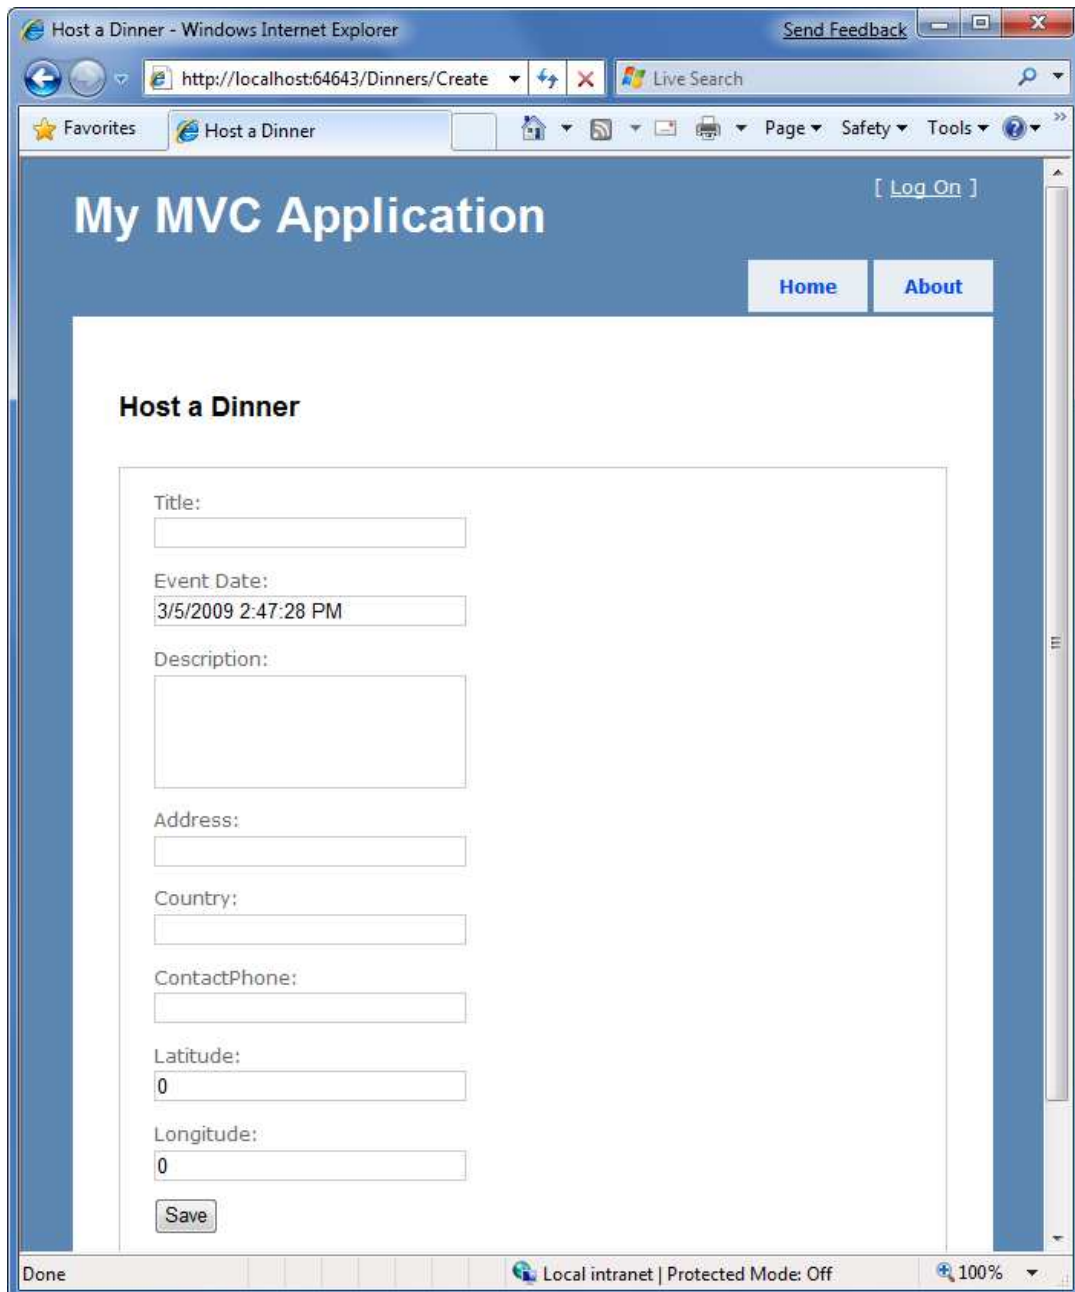 Host a Dinner - Windows Internet Explorer
Send Feedback
http://localhost:64643/Dinners/Create
Live Search
Favorites
Host a Dinner
Page
Safety
Tools
[ Log On ]
My MVC Application
Home
About
Host a Dinner
Title:
Event Date:
3/5/2009 2:47:28 PM
Description:
Address:
Country:
ContactPhone:
Latitude:
0
Longitude:
0
Save
Done
Local intranet | Protected Mode: Off
100%